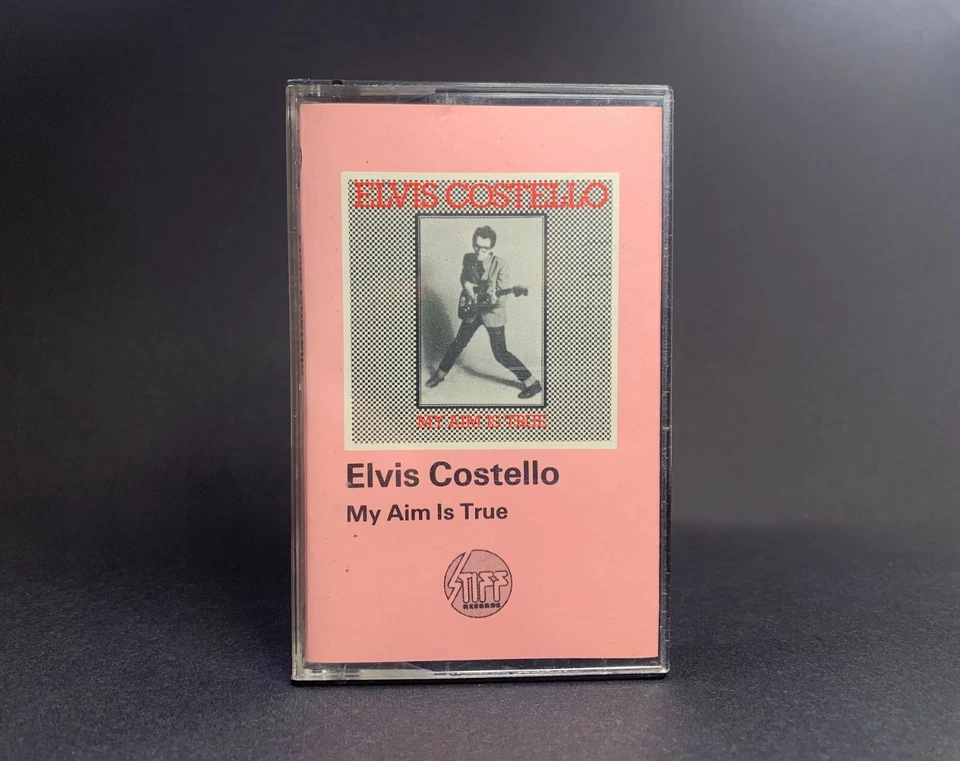 ELVIS COSTELLO
MY AIM IS TRUE
Elvis Costello
My Aim Is True
STIFF
RECORDS